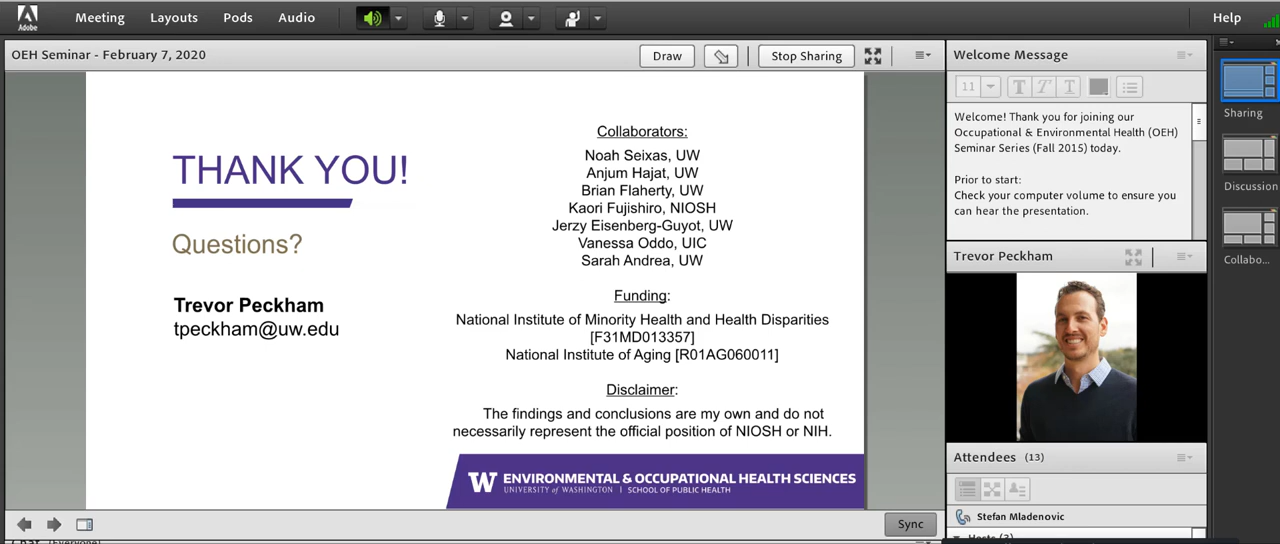 Adobe
Meeting
Layouts
Pods
Audio
Help
OEH Seminar - February 7, 2020
Draw
Stop Sharing
THANK YOU!
Questions?
Trevor Peckham
tpeckham@uw.edu
Collaborators:
Noah Seixas, UW
Anjum Hajat, UW
Brian Flaherty, UW
Kaori Fujishiro, NIOSH
Jerzy Eisenberg-Guyot, UW
Vanessa Oddo, UIC
Sarah Andrea, UW
Funding:
National Institute of Minority Health and Health Disparities
[F31MD013357]
National Institute of Aging [R01AG060011]
Disclaimer:
The findings and conclusions are my own and do not
necessarily represent the official position of NIOSH or NIH.
W ENVIRONMENTAL & OCCUPATIONAL HEALTH SCIENCES
UNIVERSITY of WASHINGTON | SCHOOL OF PUBLIC HEALTH
Sync
Welcome Message
11 T T T
Welcome! Thank you for joining our
Occupational & Environmental Health (OEH)
Seminar Series (Fall 2015) today.
Prior to start:
Check your computer volume to ensure you
can hear the presentation.
Trevor Peckham
Attendees (13)
Stefan Mladenovic
Hosts (3)
Sharing
Discussion
Collabo...
Chat (Everyone)